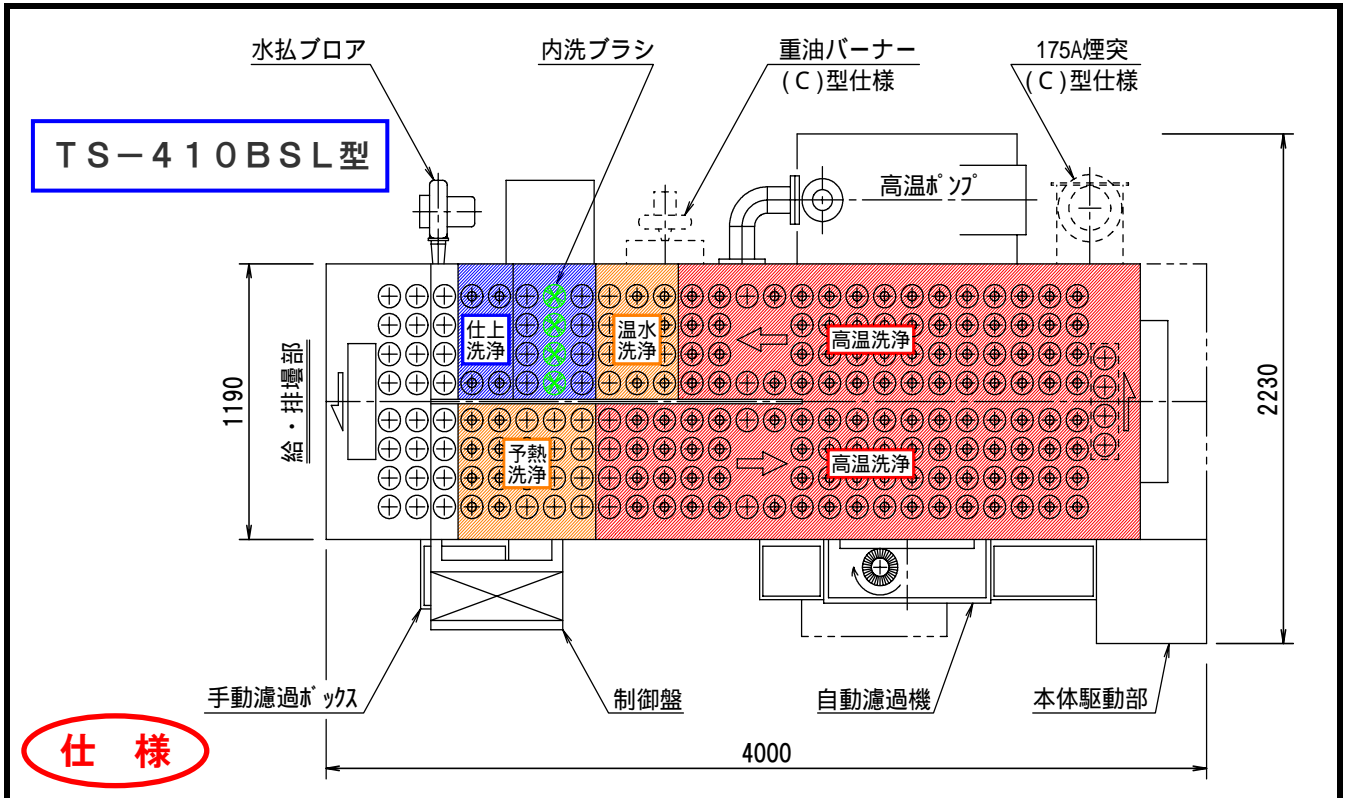 水払ブロア
内洗ブラシ
重油バーナー
(C)型仕様
175A煙突
(C)型仕様
TS-410BSL型
高温ポンプ
仕上
洗浄
温水
洗浄
高温洗浄
1190
給・排壜部
2230
予熱
洗浄
高温洗浄
手動濾過ボックス
制御盤
自動濾過機
本体駆動部
仕 様
4000